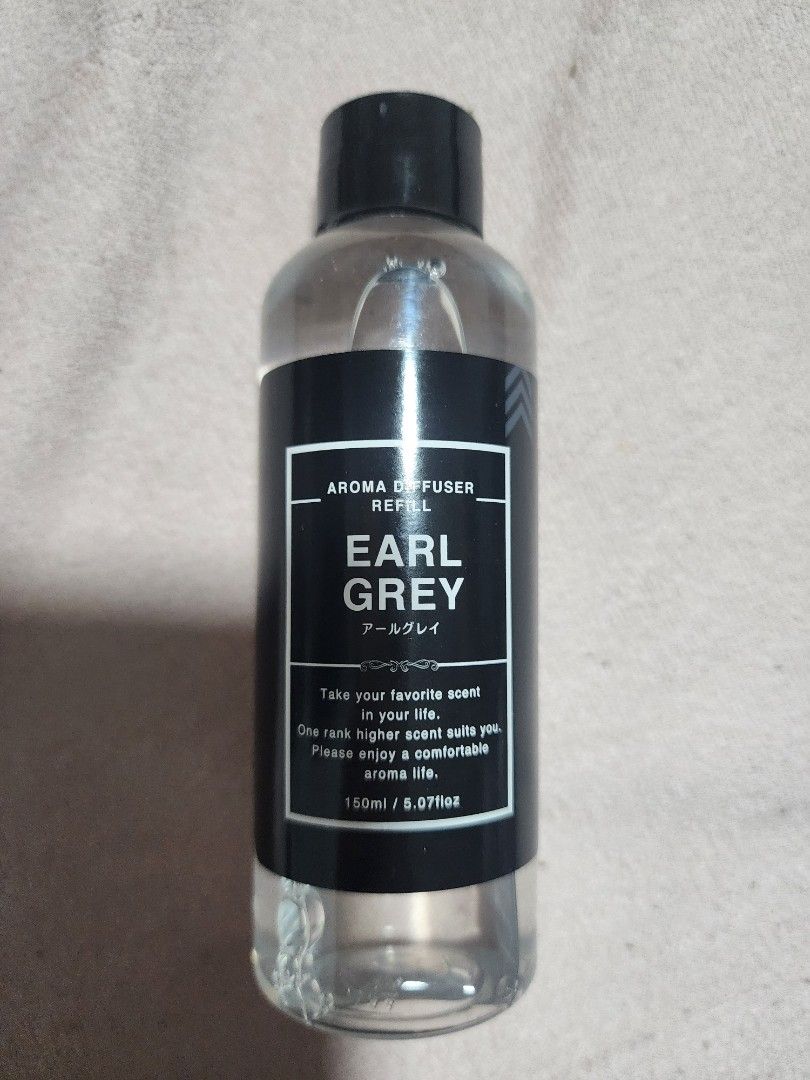 AROMA DIFFUSER
REFILL
EARL
GREY
アールグレイ
Take your favorite scent
in your life.
One rank higher scent suits you.
Please enjoy a comfortable
aroma life.
150ml / 5.07floz